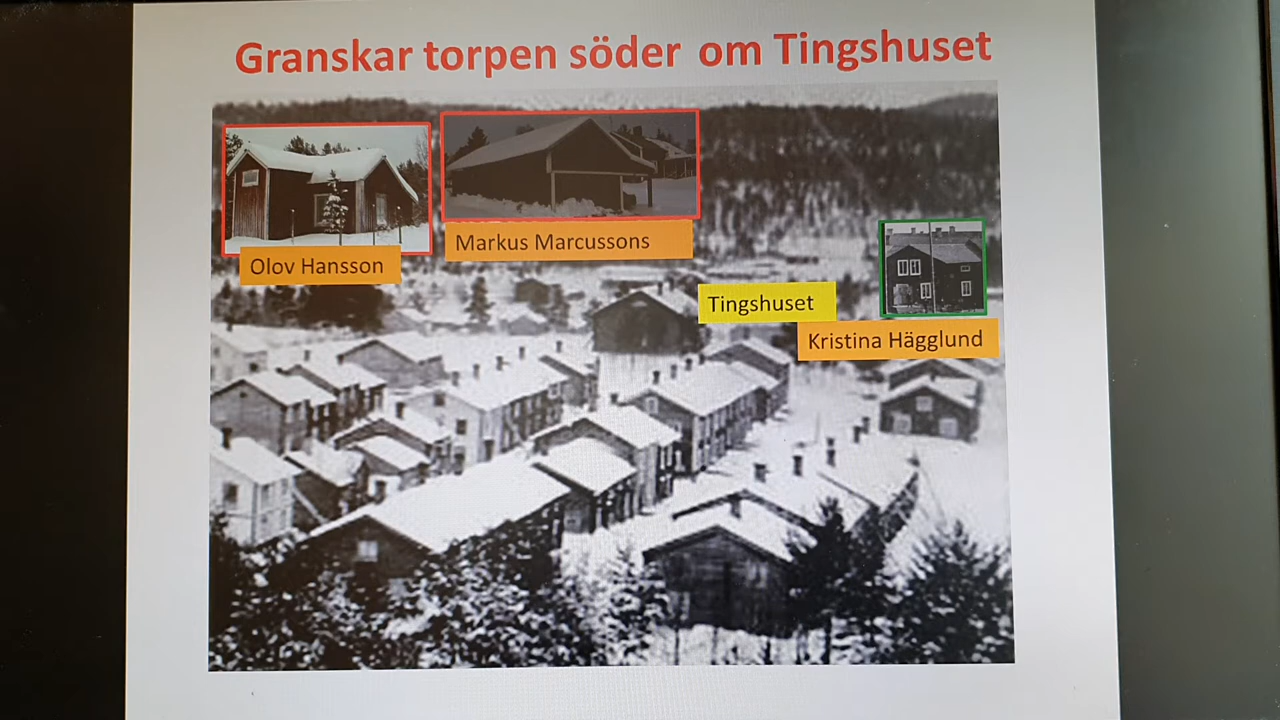 Granskar torpen söder om Tingshuset
Markus Marcussons
Olov Hansson
Tingshuset
Kristina Hägglund